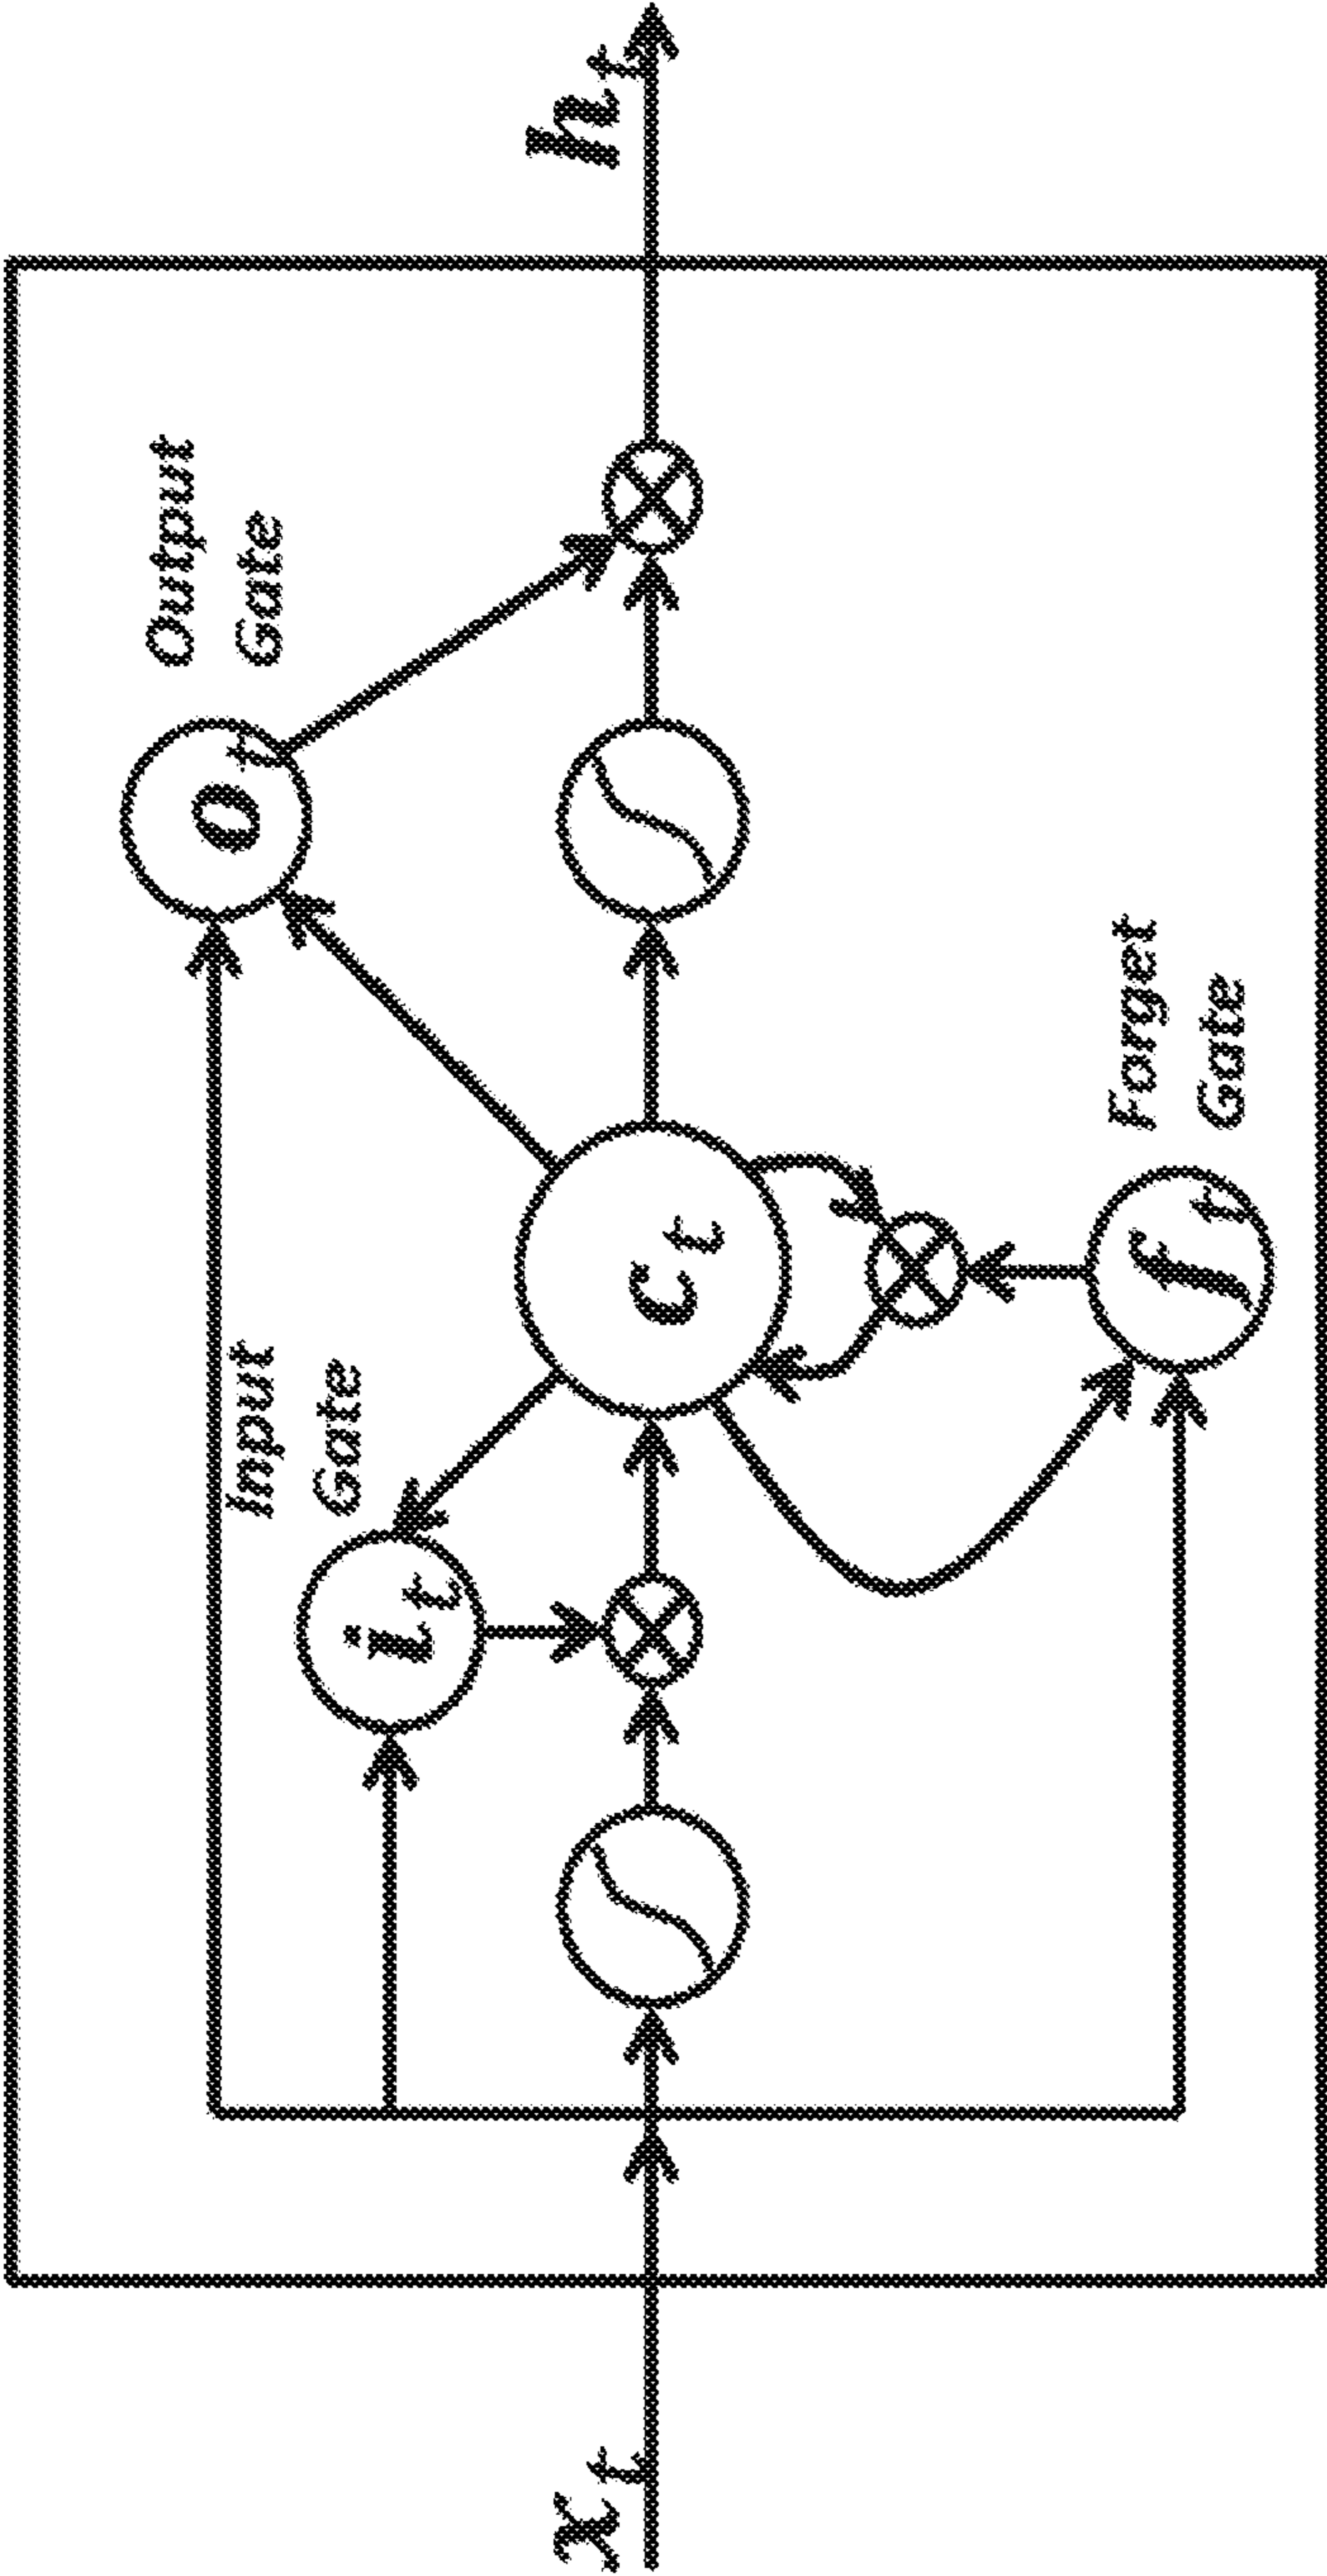 Output
Gate
o_t
Input
Gate
i_t
x_t
c_t
h_t
f_t
Forget
Gate